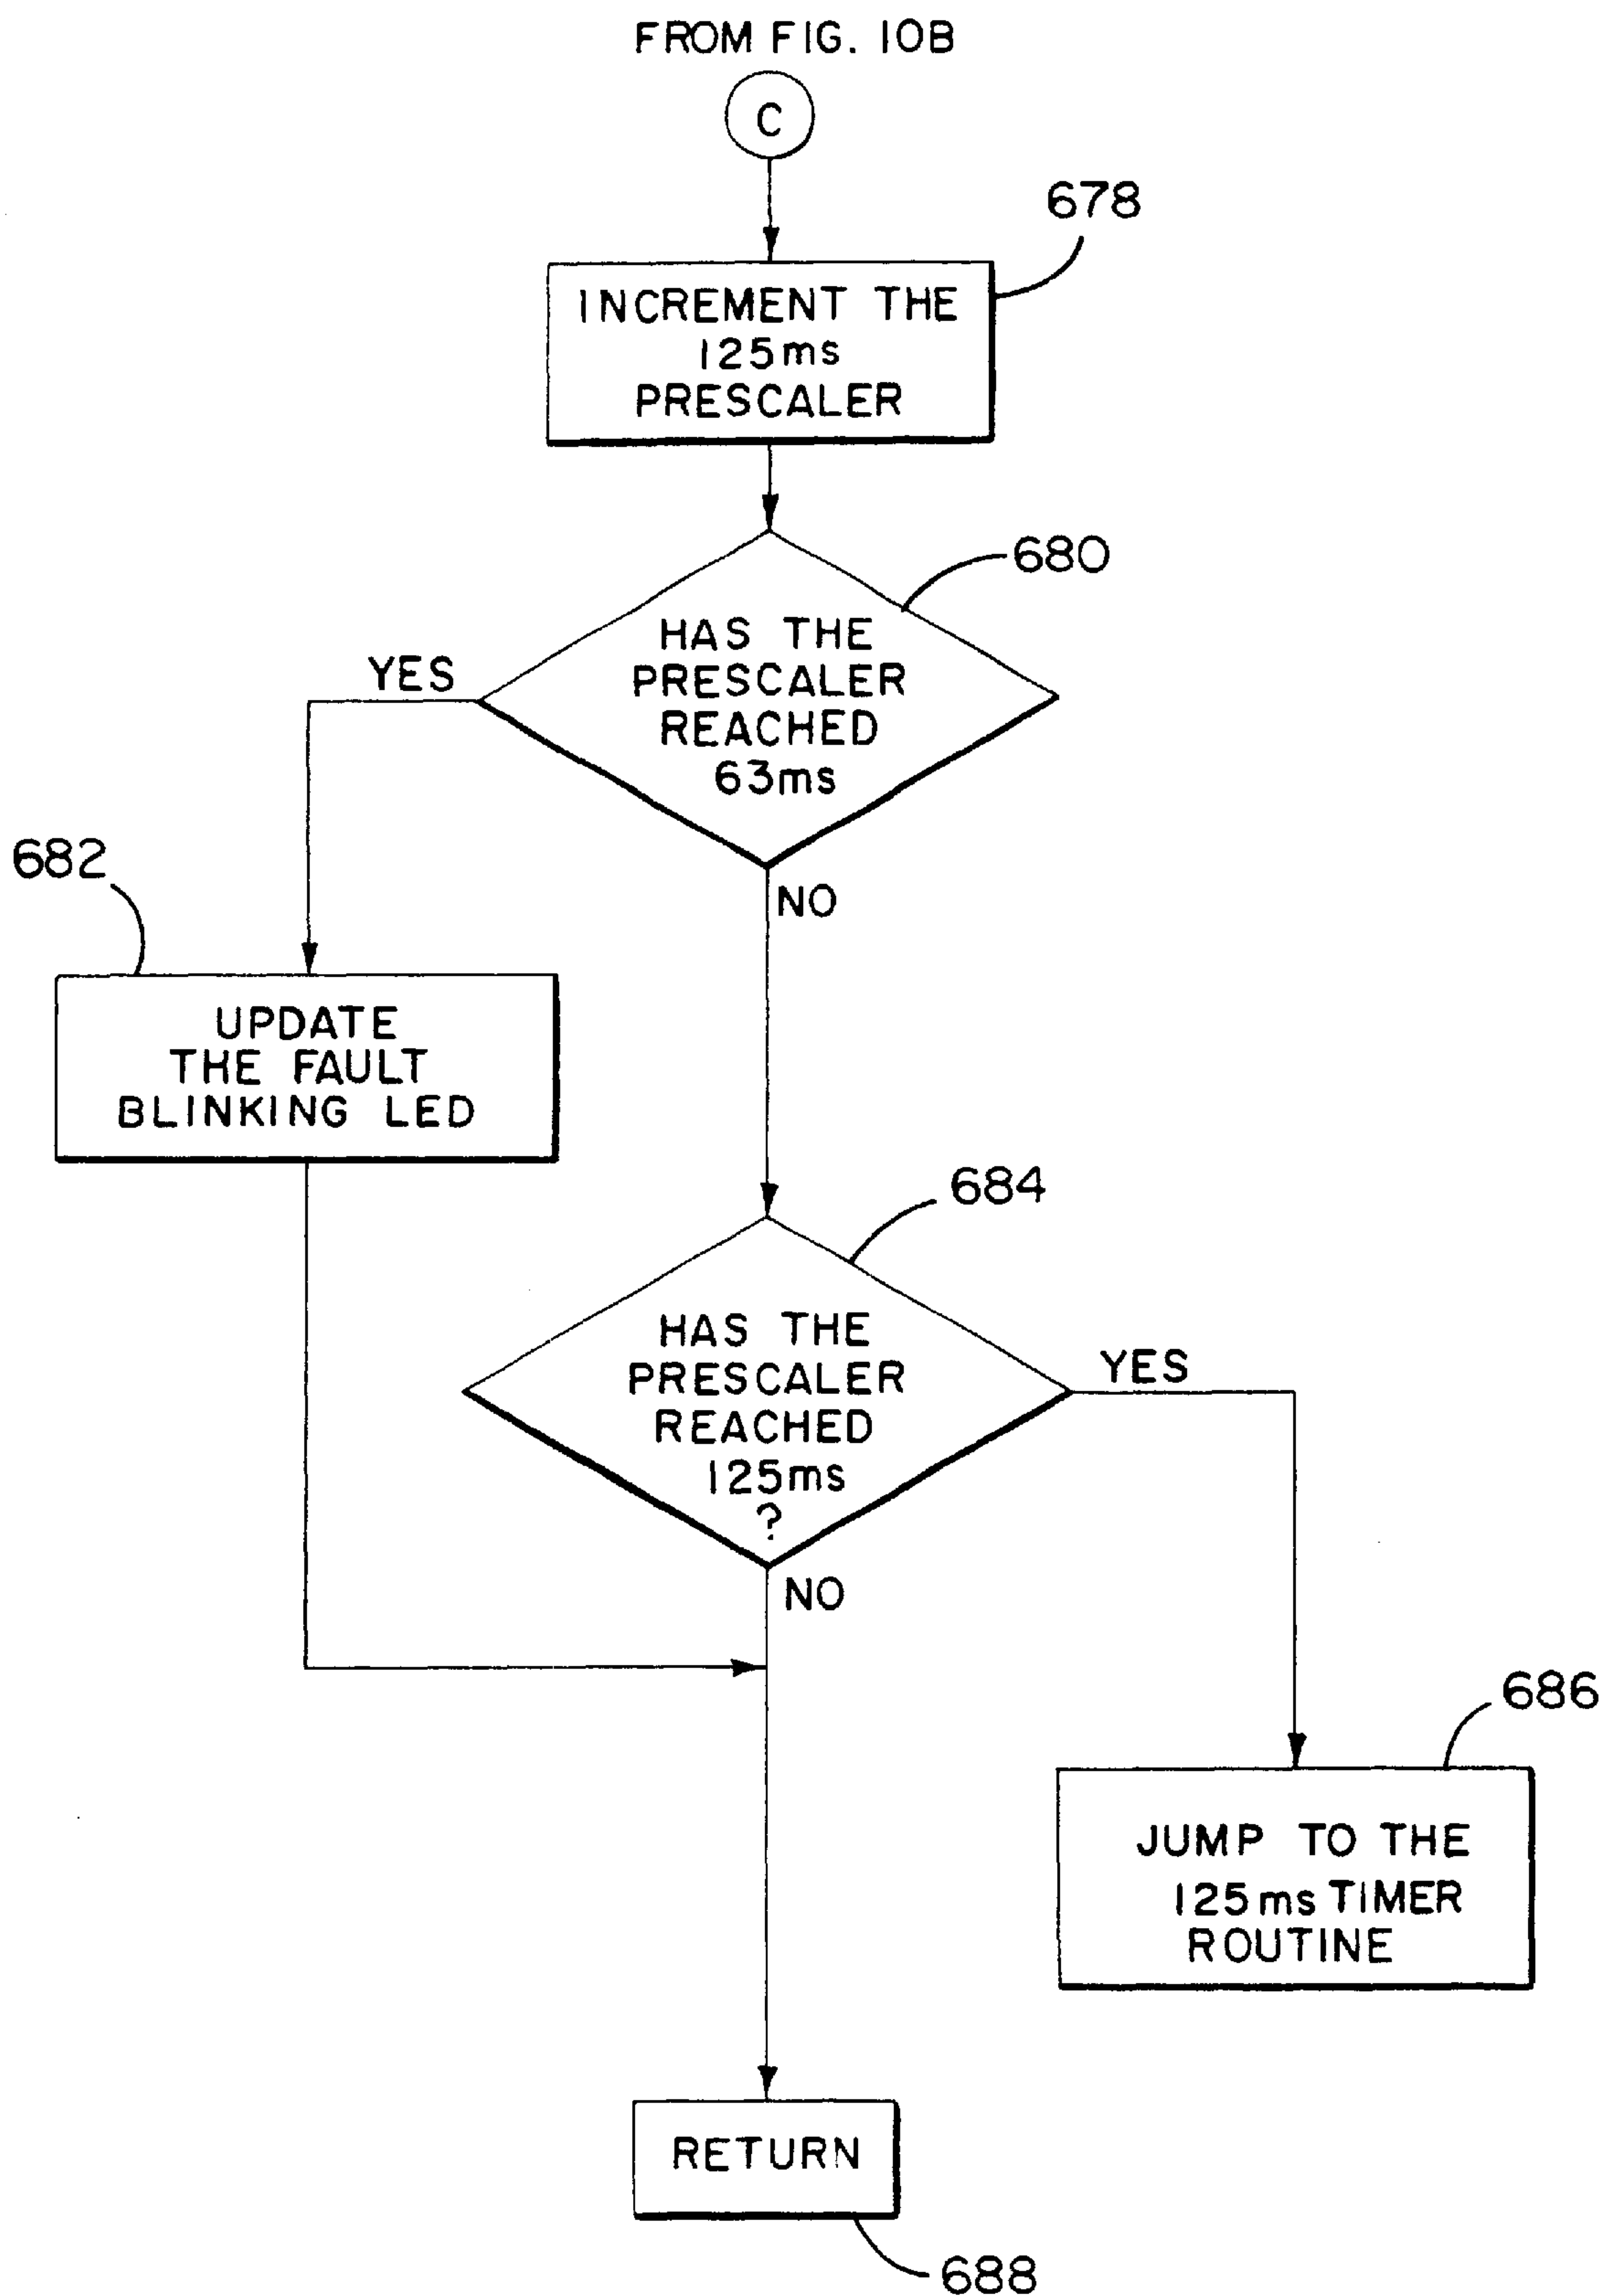 FROM FIG. 10B
C
678
INCREMENT THE
125ms
PRESCALER
680
HAS THE
PRESCALER
REACHED
63ms
YES
NO
682
UPDATE
THE FAULT
BLINKING LED
684
HAS THE
PRESCALER
REACHED
125ms
?
YES
NO
686
JUMP TO THE
125ms TIMER
ROUTINE
RETURN
688